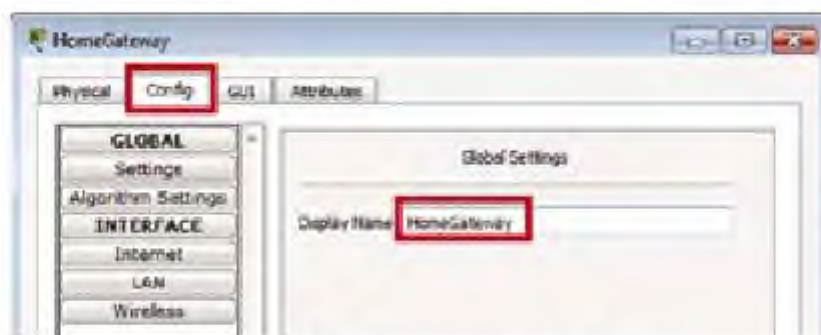 HomeGateway
Physical Config GUI Attributes
GLOBAL
Settings
Algorithm Settings
INTERFACE
Internet
LAN
Wireless
Global Settings
Display Name HomeGateway